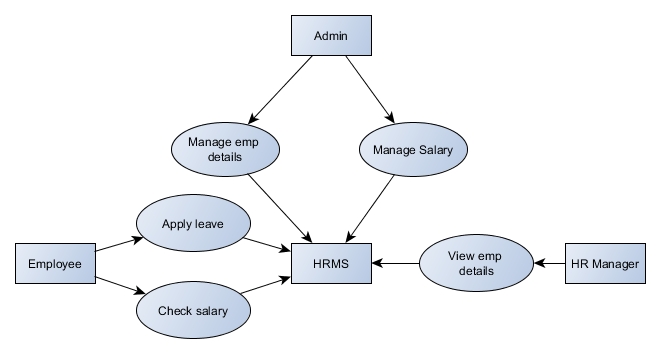 Admin
Manage emp
details
Manage Salary
Apply leave
Employee
HRMS
View emp
details
HR Manager
Check salary